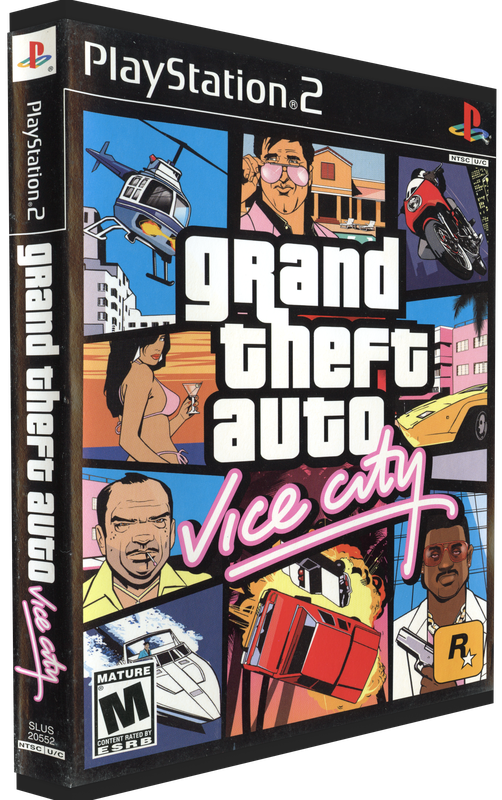 PlayStation®2
NTSC U/C
grand
theft
auto
Vice City
MATURE
M
CONTENT RATED BY
ESRB
R
PlayStation®2
grand theft auto
Vice City
SLUS
20552
NTSC U/C